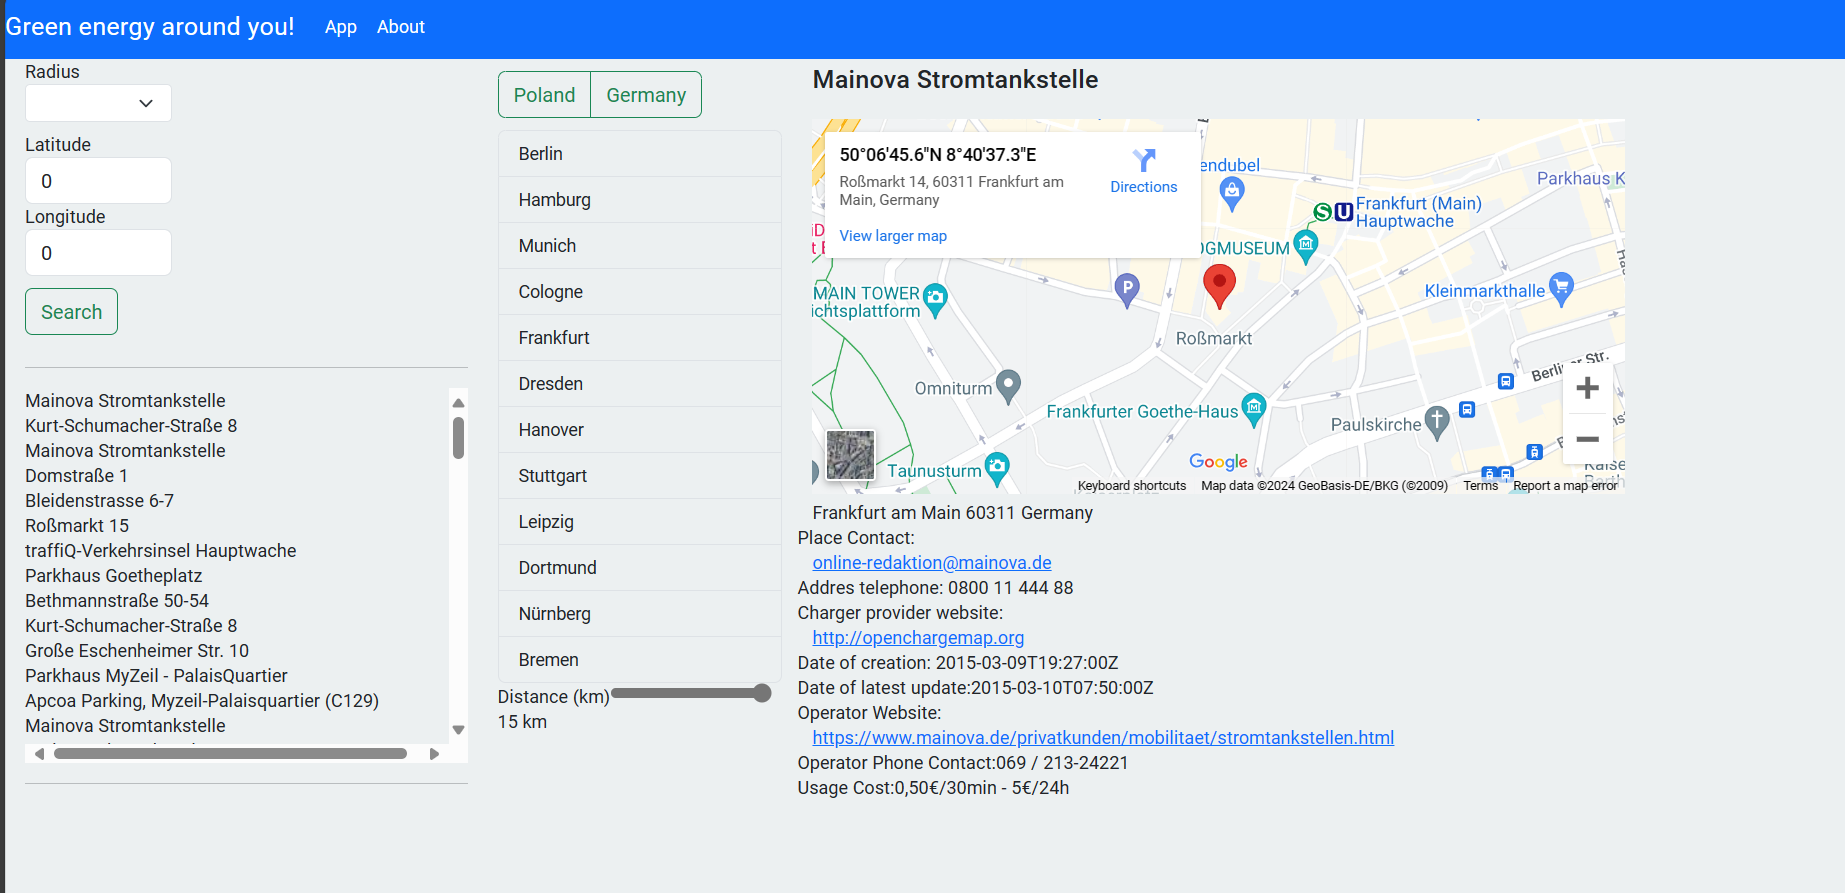 Green energy around you!
App
About
Radius
Latitude
0
Longitude
0
Search
Mainova Stromtankstelle
Kurt-Schumacher-Straße 8
Mainova Stromtankstelle
Domstraße 1
Bleidenstrasse 6-7
Roßmarkt 15
traffiQ-Verkehrsinsel Hauptwache
Parkhaus Goetheplatz
Bethmannstraße 50-54
Kurt-Schumacher-Straße 8
Große Eschenheimer Str. 10
Parkhaus MyZeil - PalaisQuartier
Apcoa Parking, Myzeil-Palaisquartier (C129)
Mainova Stromtankstelle
Poland
Germany
Berlin
Hamburg
Munich
Cologne
Frankfurt
Dresden
Hanover
Stuttgart
Leipzig
Dortmund
Nürnberg
Bremen
Distance (km)
15 km
Mainova Stromtankstelle
50°06'45.6"N 8°40'37.3"E
Roßmarkt 14, 60311 Frankfurt am
Main, Germany
Directions
View larger map
endubel
Parkhaus K
S U Frankfurt (Main)
Hauptwache
OGMUSEUM
P
MAIN TOWER
ichtsplattform
Kleinmarkthalle
Roßmarkt
Berliner Str.
Omniturm
Frankfurter Goethe-Haus
Paulskirche
Taunusturm
Google
Kaise
Barth
Keyboard shortcuts
Map data ©2024 GeoBasis-DE/BKG (©2009)
Terms
Report a map error
Frankfurt am Main 60311 Germany
Place Contact:
online-redaktion@mainova.de
Addres telephone: 0800 11 444 88
Charger provider website:
http://openchargemap.org
Date of creation: 2015-03-09T19:27:00Z
Date of latest update:2015-03-10T07:50:00Z
Operator Website:
https://www.mainova.de/privatkunden/mobilitaet/stromtankstellen.html
Operator Phone Contact:069 / 213-24221
Usage Cost:0,50€/30min - 5€/24h